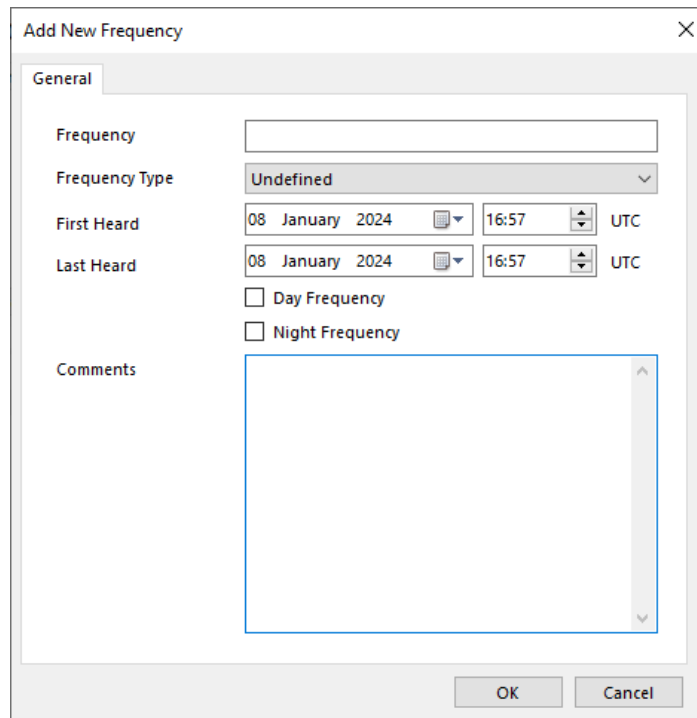 Add New Frequency
General
Frequency
Frequency Type Undefined
First Heard 08 January 2024 16:57 UTC
Last Heard 08 January 2024 16:57 UTC
Day Frequency
Night Frequency
Comments
OK Cancel